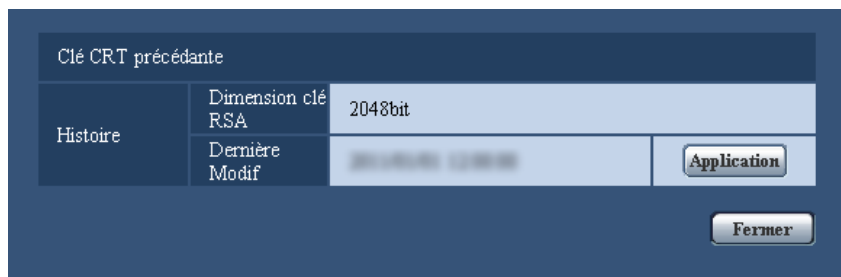 Clé CRT précédante
Histoire
Dimension clé
RSA
2048bit
Dernière
Modif
Application
Fermer